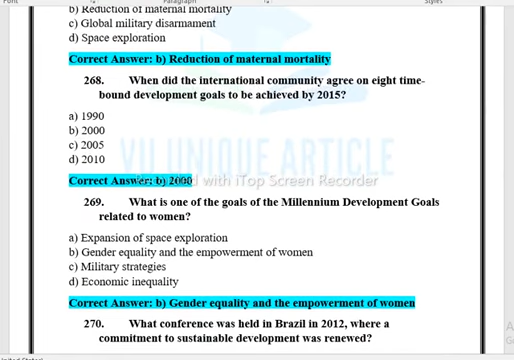 Font
Paragraph
Styles
b) Reduction of maternal mortality
c) Global military disarmament
d) Space exploration
Correct Answer: b) Reduction of maternal mortality
268. When did the international community agree on eight time-
bound development goals to be achieved by 2015?
a) 1990
b) 2000
c) 2005
d) 2010
VII UNIQUE ARTICLE
Correct Answer: b) 2000
with iTop Screen Recorder
269. What is one of the goals of the Millennium Development Goals
related to women?
a) Expansion of space exploration
b) Gender equality and the empowerment of women
c) Military strategies
d) Economic inequality
Correct Answer: b) Gender equality and the empowerment of women
270. What conference was held in Brazil in 2012, where a
commitment to sustainable development was renewed?